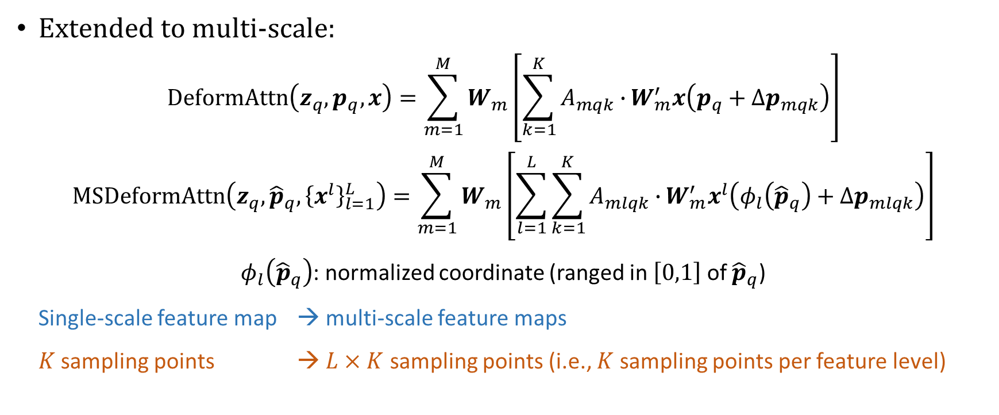 • Extended to multi-scale:
$\mathrm{DeformAttn}(\boldsymbol{z}_q, \boldsymbol{p}_q, \boldsymbol{x}) = \sum_{m=1}^{M} \boldsymbol{W}_m \left[ \sum_{k=1}^{K} A_{mqk} \cdot \boldsymbol{W}'_m \boldsymbol{x}(\boldsymbol{p}_q + \Delta \boldsymbol{p}_{mqk}) \right]$
$\mathrm{MSDeformAttn}(\boldsymbol{z}_q, \hat{\boldsymbol{p}}_q, \{\boldsymbol{x}^l\}_{l=1}^{L}) = \sum_{m=1}^{M} \boldsymbol{W}_m \left[ \sum_{l=1}^{L} \sum_{k=1}^{K} A_{mlqk} \cdot \boldsymbol{W}'_m \boldsymbol{x}^l(\phi_l(\hat{\boldsymbol{p}}_q) + \Delta \boldsymbol{p}_{mlqk}) \right]$
$\phi_l(\hat{\boldsymbol{p}}_q)$: normalized coordinate (ranged in $[0,1]$ of $\hat{\boldsymbol{p}}_q$)
Single-scale feature map → multi-scale feature maps
$K$ sampling points → $L \times K$ sampling points (i.e., $K$ sampling points per feature level)